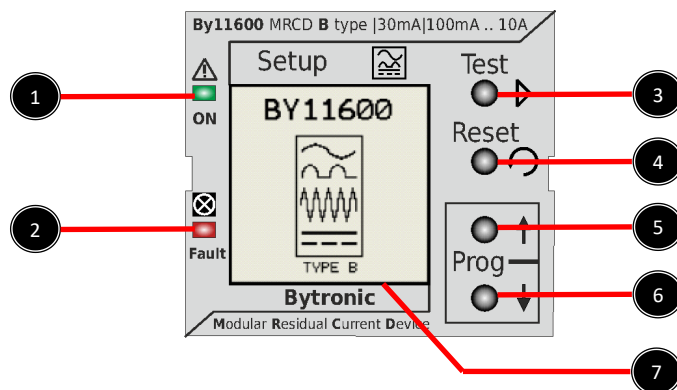 By11600 MRCD B type |30mA|100mA .. 10A
Setup
Test
1
ON
BY11600
3
Reset
4
2
Fault
5
Prog
6
TYPE B
Bytronic
Modular Residual Current Device
7